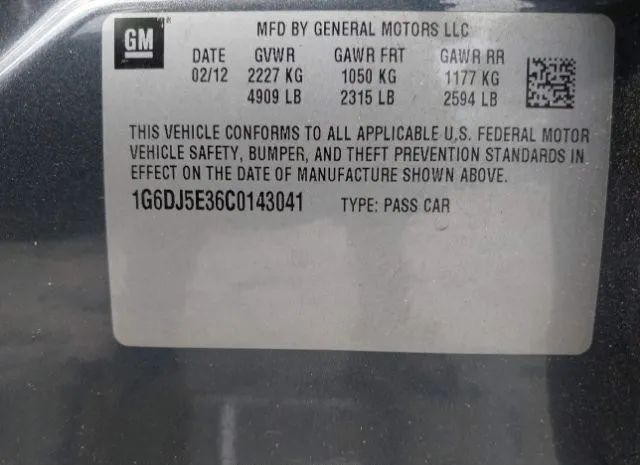 GM
MFD BY GENERAL MOTORS LLC
DATE GVWR GAWR FRT GAWR RR
02/12 2227 KG 1050 KG 1177 KG
4909 LB 2315 LB 2594 LB
THIS VEHICLE CONFORMS TO ALL APPLICABLE U.S. FEDERAL MOTOR
VEHICLE SAFETY, BUMPER, AND THEFT PREVENTION STANDARDS IN
EFFECT ON THE DATE OF MANUFACTURE SHOWN ABOVE.
1G6DJ5E36C0143041 TYPE: PASS CAR